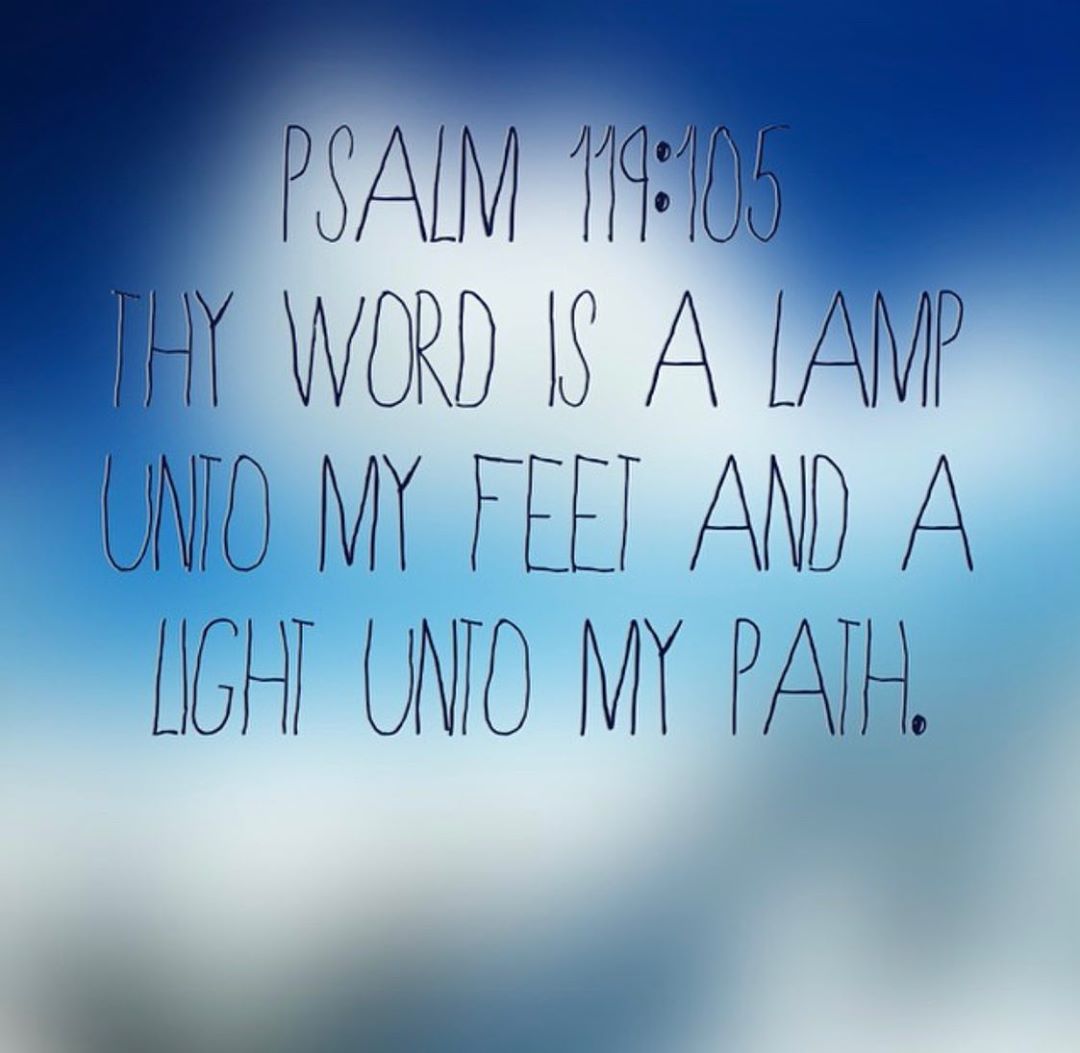 PSALM 119:105
THY WORD IS A LAMP
UNTO MY FEET AND A
LIGHT UNTO MY PATH.